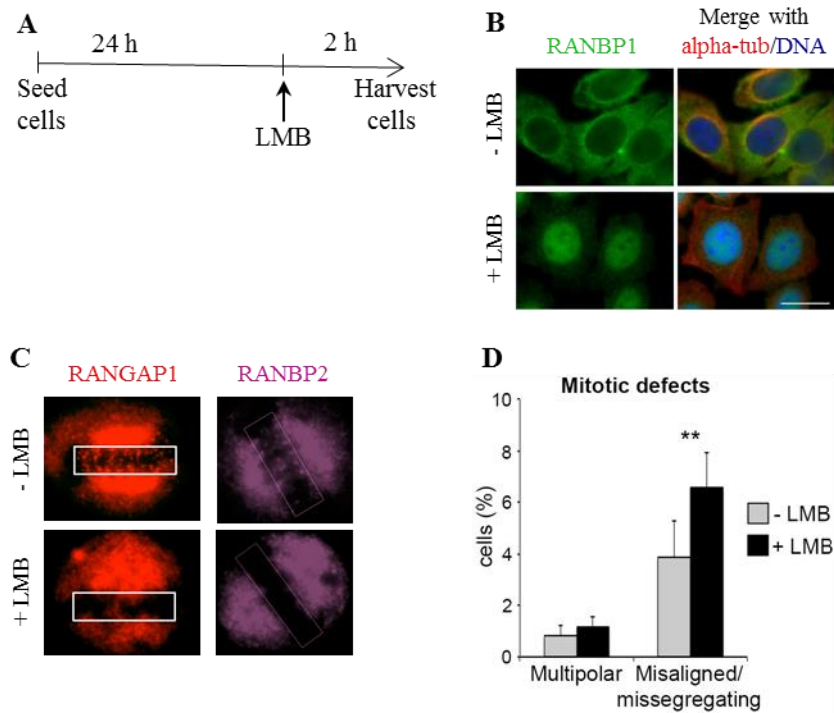 A
24 h
2 h
Seed
cells
Harvest
cells
LMB
B
RANBP1
Merge with
alpha-tub/DNA
- LMB
+ LMB
C
RANGAP1
RANBP2
- LMB
+ LMB
D
Mitotic defects
cells (%)
10
8
6
4
2
0
**
- LMB
+ LMB
Multipolar
Misaligned/
missegregating